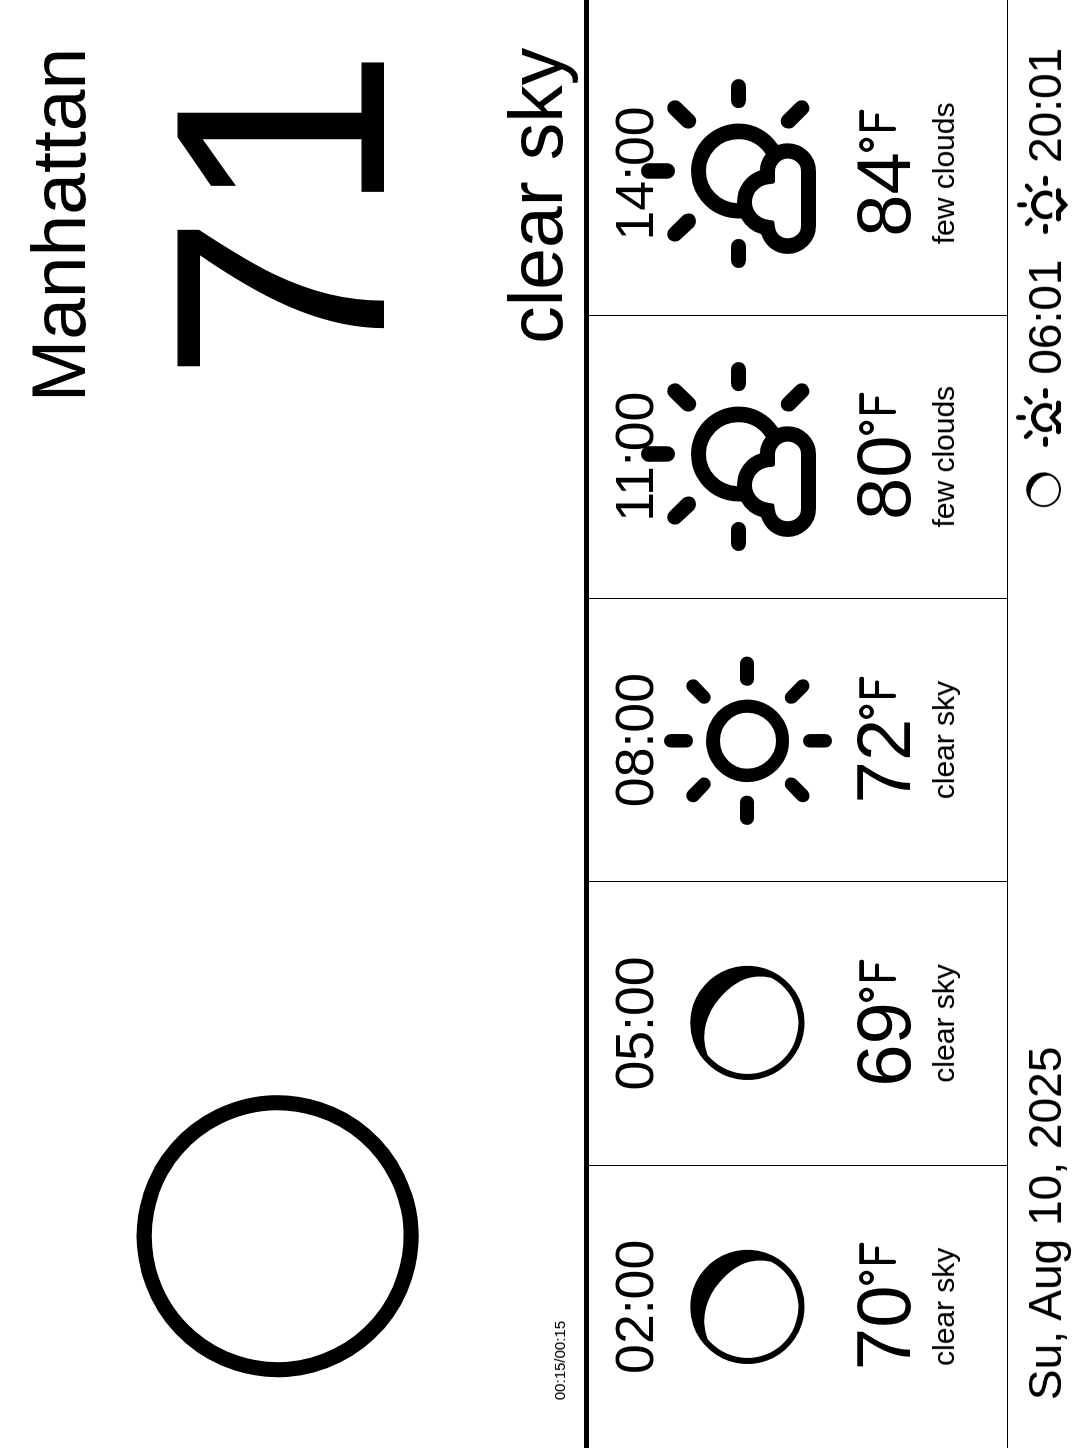 Manhattan
71
clear sky
00:15/00:15
02:00
70°F
clear sky
05:00
69°F
clear sky
08:00
72°F
clear sky
11:00
80°F
few clouds
14:00
84°F
few clouds
Su, Aug 10, 2025
06:01
20:01